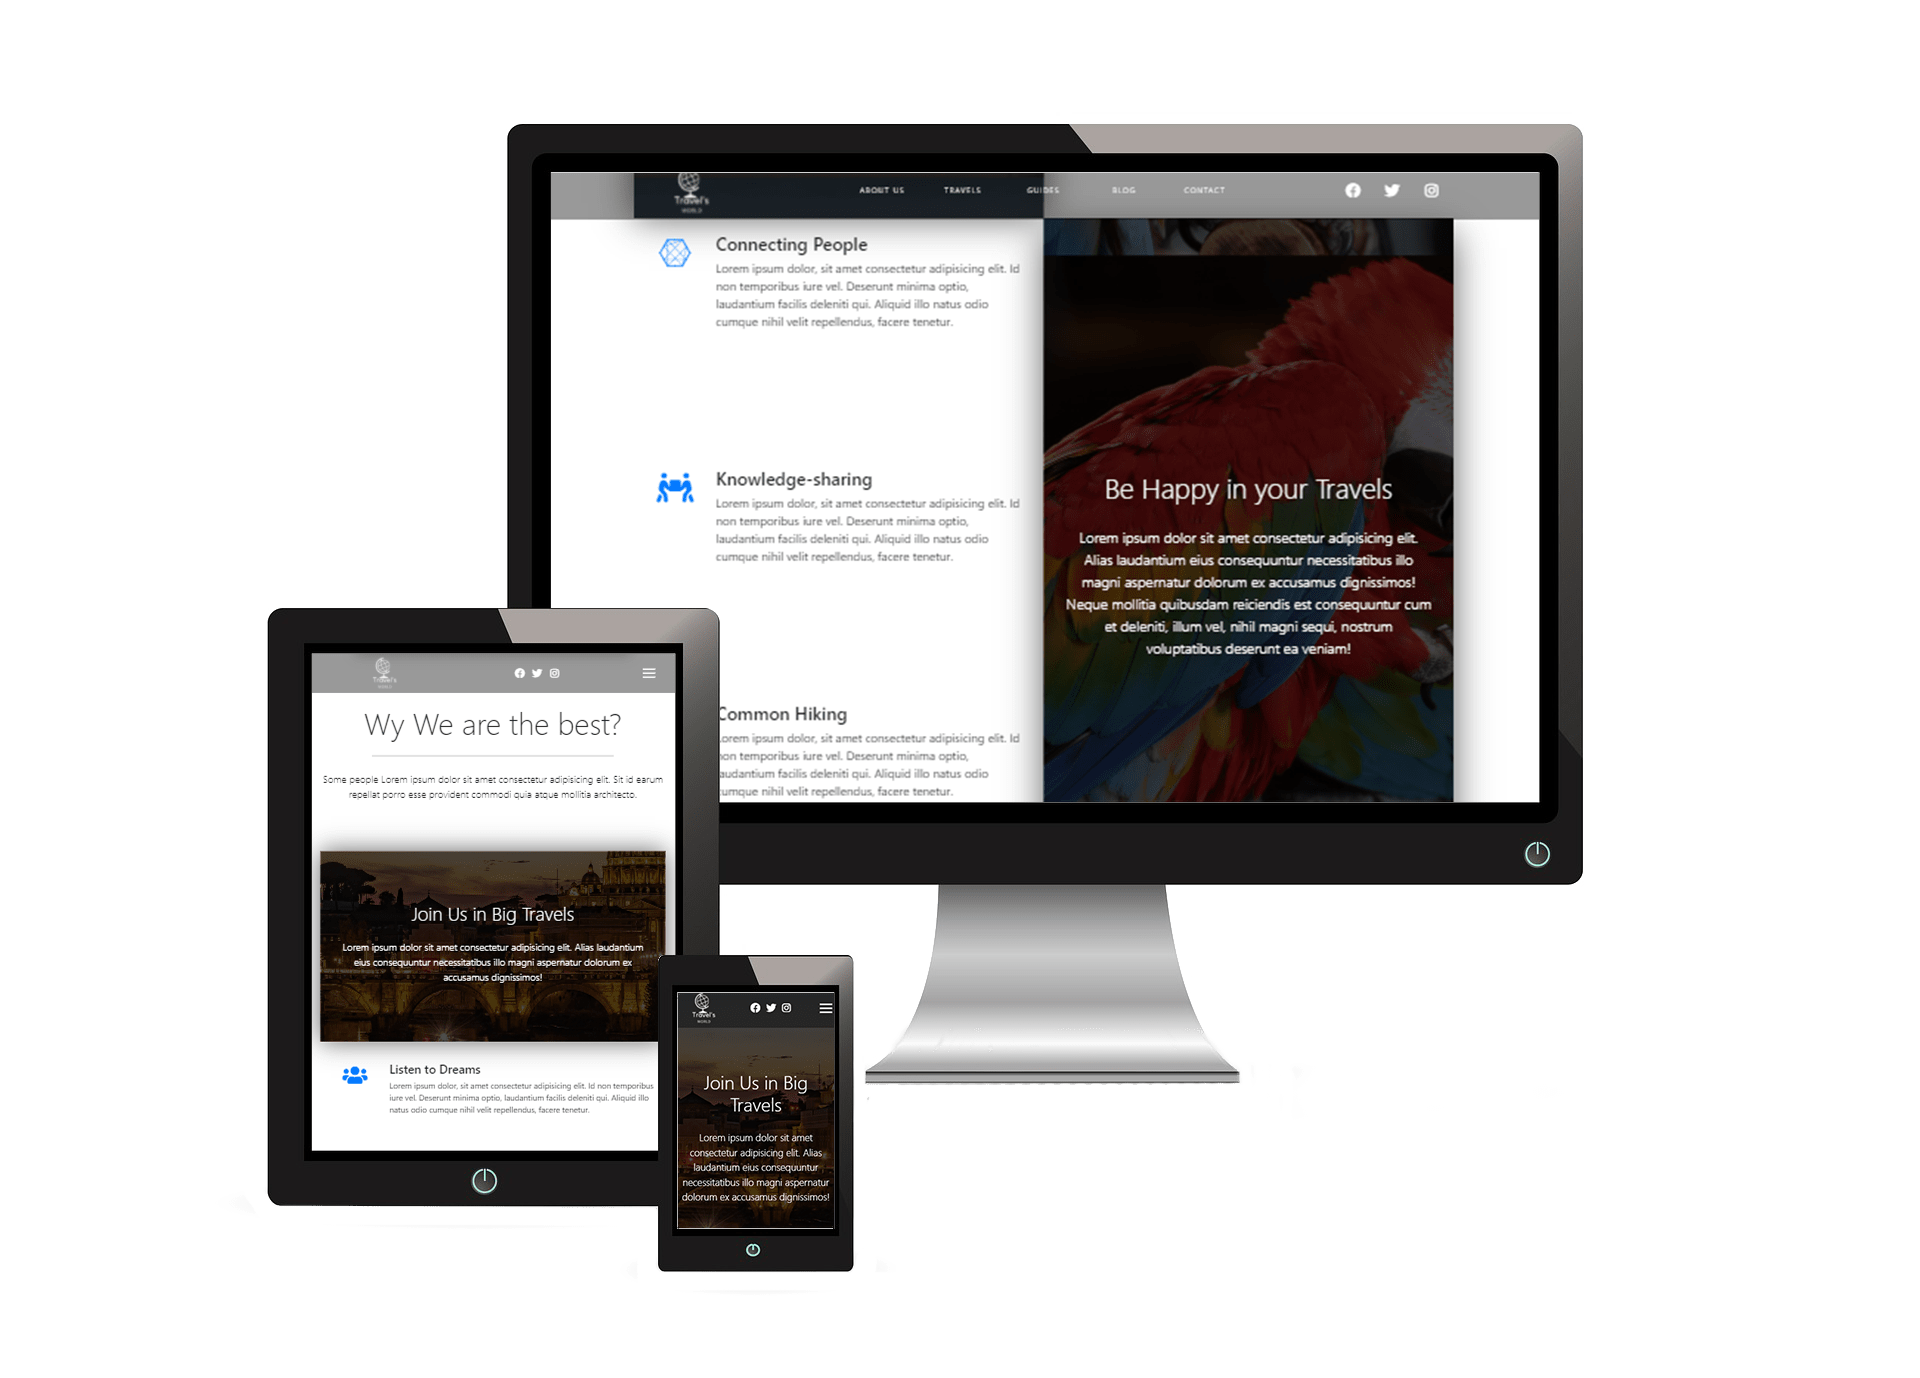 Travel's
WORLD
ABOUT US
TRAVELS
GUIDES
BLOG
CONTACT
Connecting People
Lorem ipsum dolor, sit amet consectetur adipisicing elit. Id
non temporibus iure vel. Deserunt minima optio,
laudantium facilis deleniti qui. Aliquid illo natus odio
cumque nihil velit repellendus, facere tenetur.
Knowledge-sharing
Lorem ipsum dolor, sit amet consectetur adipisicing elit. Id
non temporibus iure vel. Deserunt minima optio,
laudantium facilis deleniti qui. Aliquid illo natus odio
cumque nihil velit repellendus, facere tenetur.
Common Hiking
Lorem ipsum dolor, sit amet consectetur adipisicing elit. Id
non temporibus iure vel. Deserunt minima optio,
laudantium facilis deleniti qui. Aliquid illo natus odio
cumque nihil velit repellendus, facere tenetur.
Be Happy in your Travels
Lorem ipsum dolor sit amet consectetur adipisicing elit.
Alias laudantium eius consequuntur necessitatibus illo
magni aspernatur dolorum ex accusamus dignissimos!
Neque mollitia quibusdam reiciendis est consequuntur cum
et deleniti, illum vel, nihil magni sequi, nostrum
voluptatibus deserunt ea veniam!
Travel's
WORLD
Wy We are the best?
Some people Lorem ipsum dolor sit amet consectetur adipisicing elit. Sit id earum
repellat porro esse provident commodi quia atque mollitia architecto.
Join Us in Big Travels
Lorem ipsum dolor sit amet consectetur adipisicing elit. Alias laudantium
eius consequuntur necessitatibus illo magni aspernatur dolorum ex
accusamus dignissimos!
Listen to Dreams
Lorem ipsum dolor, sit amet consectetur adipisicing elit. Id non temporibus
iure vel. Deserunt minima optio, laudantium facilis deleniti qui. Aliquid illo
natus odio cumque nihil velit repellendus, facere tenetur.
Travel's
WORLD
Join Us in Big
Travels
Lorem ipsum dolor sit amet
consectetur adipisicing elit. Alias
laudantium eius consequuntur
necessitatibus illo magni aspernatur
dolorum ex accusamus dignissimos!